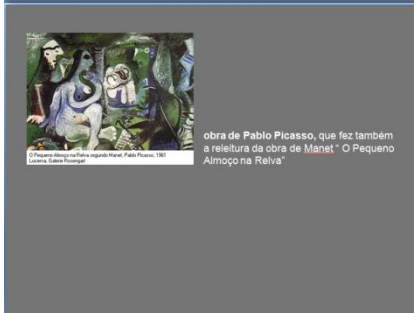 O Pequeno Almoço na Relva segundo Manet, Pablo Picasso, 1961
Lucerna, Galerie Rosengart
obra de Pablo Picasso, que fez também
a releitura da obra de Manet " O Pequeno
Almoço na Relva"